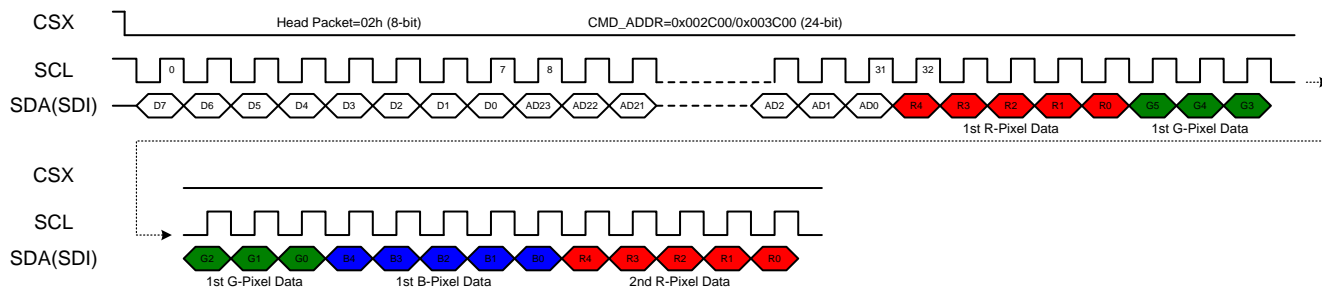 CSX
Head Packet=02h (8-bit) CMD_ADDR=0x002C00/0x003C00 (24-bit)
SCL
0 7 8 31 32
SDA(SDI)
D7 D6 D5 D4 D3 D2 D1 D0 AD23 AD22 AD21 AD2 AD1 AD0 R4 R3 R2 R1 R0 G5 G4 G3
1st R-Pixel Data 1st G-Pixel Data
CSX
SCL
SDA(SDI)
G2 G1 G0 B4 B3 B2 B1 B0 R4 R3 R2 R1 R0
1st G-Pixel Data 1st B-Pixel Data 2nd R-Pixel Data